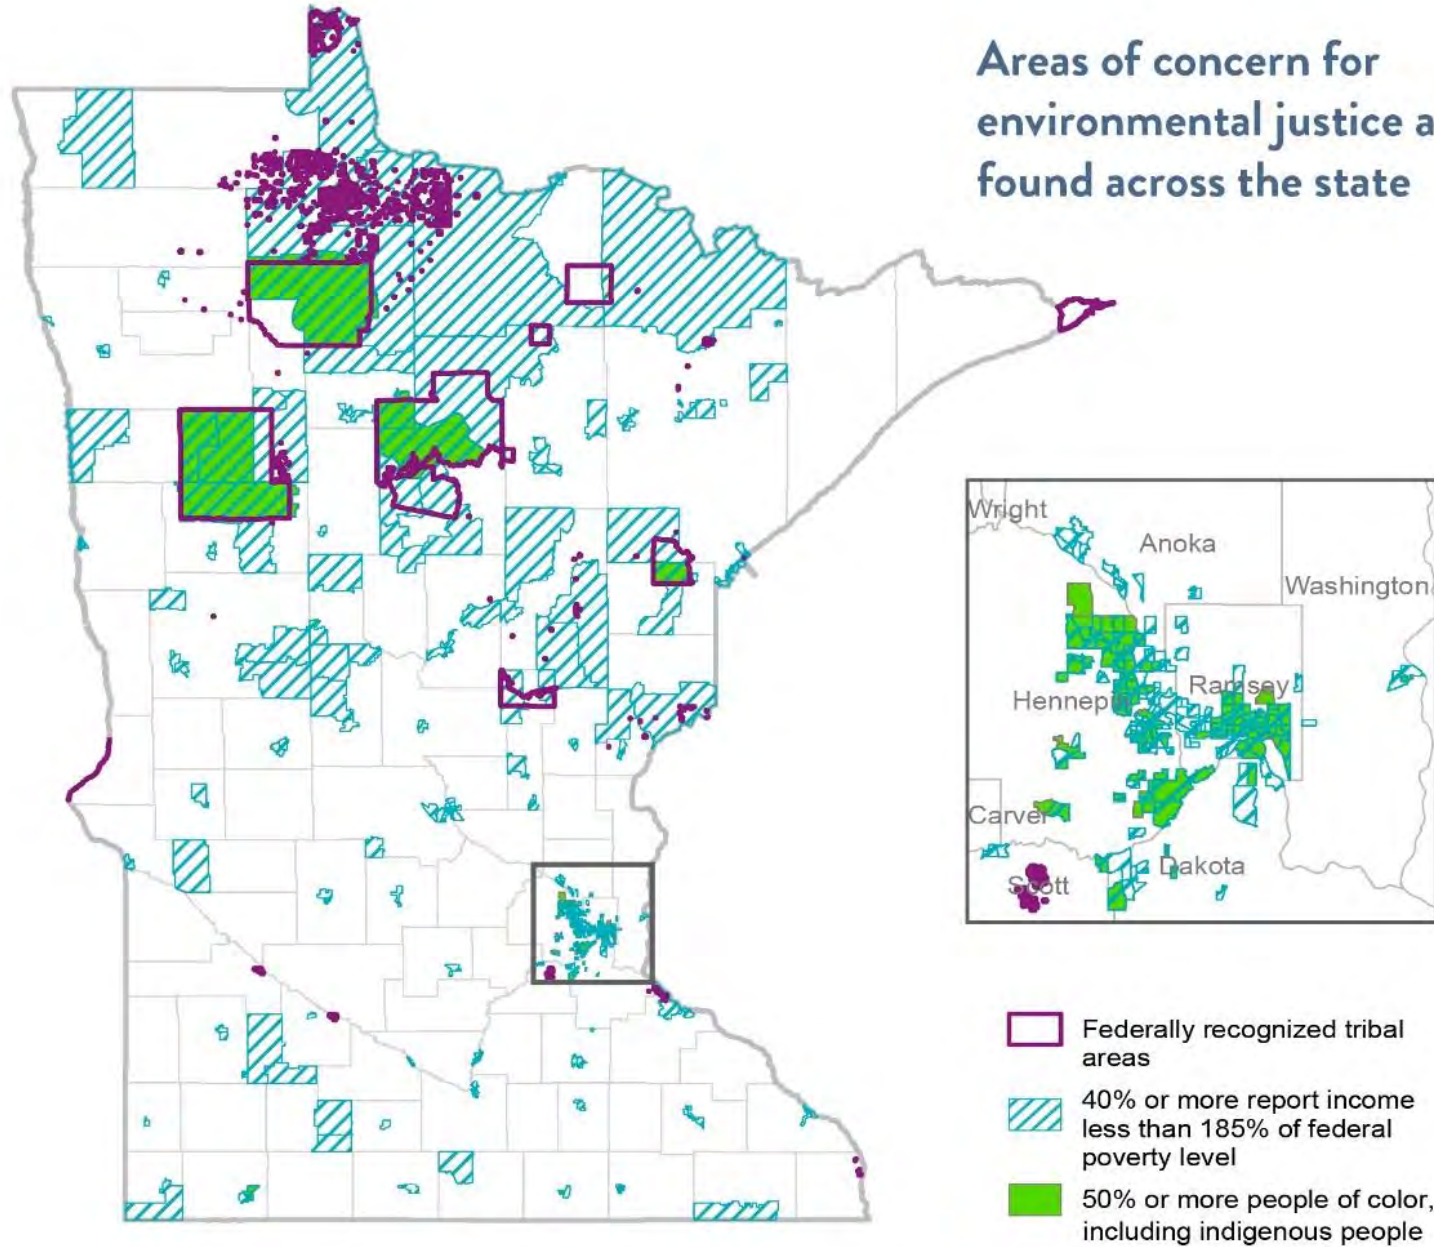 Areas of concern for
environmental justice a
found across the state
Wright
Anoka
Washington
Hennepin
Ramsey
Carver
Scott
Dakota
Federally recognized tribal
areas
40% or more report income
less than 185% of federal
poverty level
50% or more people of color,
including indigenous people